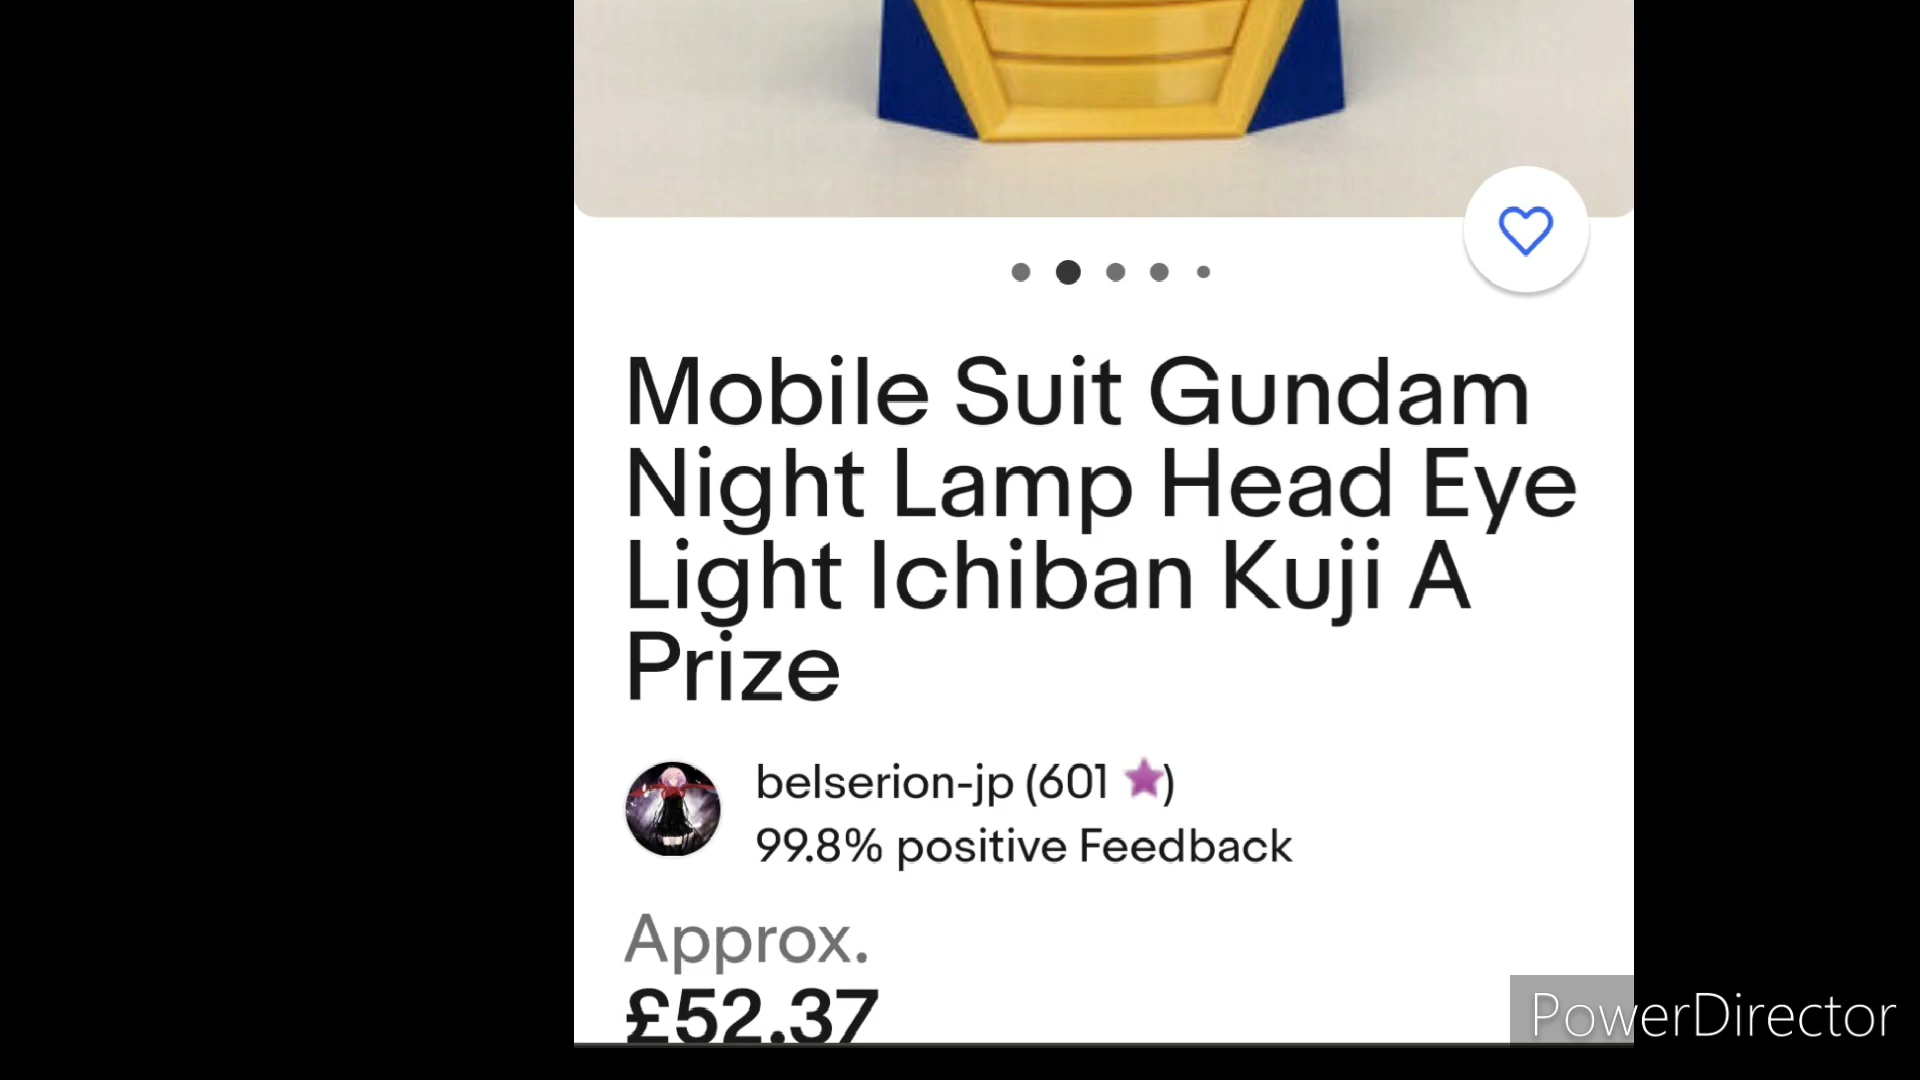 Mobile Suit Gundam
Night Lamp Head Eye
Light Ichiban Kuji A
Prize
belserion-jp (601 ★)
99.8% positive Feedback
Approx.
£52.37
PowerDirector